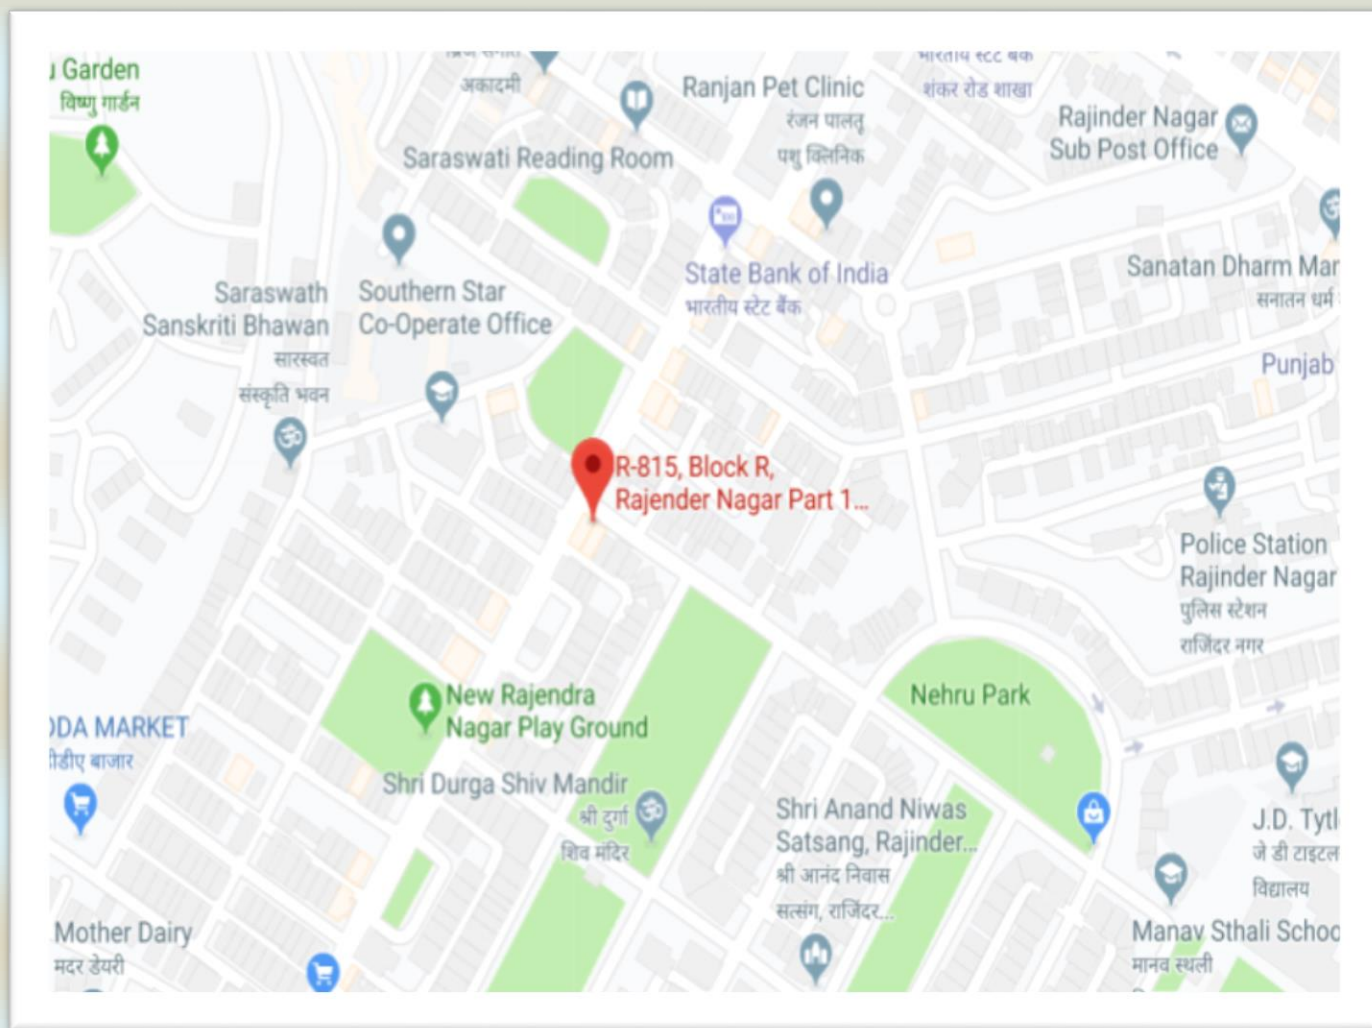 Garden
विष्णु गार्डन
अकादमी
Saraswati Reading Room
Ranjan Pet Clinic
रंजन पालतू
पशु क्लिनिक
भारतीय स्टेट बैंक
शंकर रोड शाखा
Rajinder Nagar
Sub Post Office
State Bank of India
भारतीय स्टेट बैंक
Sanatan Dharm Mar
सनातन धर्म
Saraswath
Sanskriti Bhawan
सारस्वत
संस्कृति भवन
Southern Star
Co-Operate Office
Punjab
R-815, Block R,
Rajender Nagar Part 1...
Police Station
Rajinder Nagar
पुलिस स्टेशन
राजिंदर नगर
New Rajendra
Nagar Play Ground
Nehru Park
DDA MARKET
डीडीए बाजार
Shri Durga Shiv Mandir
श्री दुर्गा
शिव मंदिर
Shri Anand Niwas
Satsang, Rajinder...
श्री आनंद निवास
सत्संग, राजिंदर...
J.D. Tytl
जे डी टाइटल
विद्यालय
Manav Sthali Schoo
मानव स्थली
Mother Dairy
मदर डेयरी